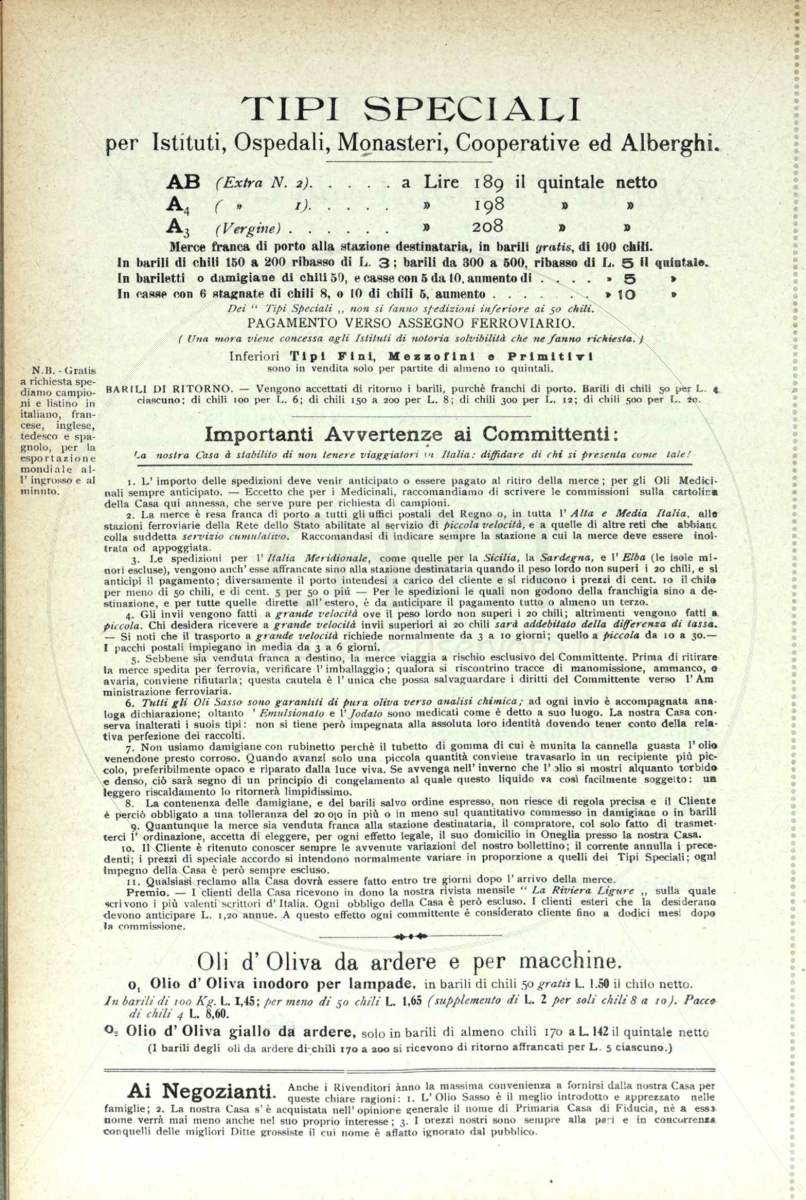 TIPI SPECIALI
per Istituti, Ospedali, Monasteri, Cooperative ed Alberghi.
AB (Extra N. 2). . . . . a Lire 189 il quintale netto
A4 ( " 1). . . . . » 198 » »
A3 (Vergine) . . . . . . » 208 » »
Merce franca di porto alla stazione destinataria, in barili gratis, di 100 chili.
In barili di chili 150 a 200 ribasso di L. 3; barili da 300 a 500, ribasso di L. 5 il quintale.
In bariletti o damigiane di chili 50, e casse con 5 da 10, aumento di . . . . » 5 »
In casse con 6 stagnate di chili 8, o 10 di chili 5, aumento . . . . . . . » 10 »
Dei " Tipi Speciali ,, non si fanno spedizioni inferiore ai 50 chili.
PAGAMENTO VERSO ASSEGNO FERROVIARIO.
( Una mora viene concessa agli Istituti di notoria solvibilità che ne fanno richiesta. )
Inferiori Tipi Fini, Mezzofini e Primitivi
sono in vendita solo per partite di almeno 10 quintali.
N.B. - Gratis
a richiesta spe-
diamo campio-
ni e listino in
italiano, fran-
cese, inglese,
tedesco e spa-
gnolo, per la
esportazione
mondiale al-
l' ingrosso e al
minuto.
BARILI DI RITORNO. — Vengono accettati di ritorno i barili, purchè franchi di porto. Barili di chili 50 per L. 4
ciascuno; di chili 100 per L. 6; di chili 150 a 200 per L. 8; di chili 300 per L. 12; di chili 500 per L. 20.
Importanti Avvertenze ai Committenti:
La nostra Casa à stabilito di non tenere viaggiatori in Italia: diffidare di chi si presenta come tale!
1. L' importo delle spedizioni deve venir anticipato o essere pagato al ritiro della merce; per gli Oli Medici-
nali sempre anticipato. — Eccetto che per i Medicinali, raccomandiamo di scrivere le commissioni sulla cartolina
della Casa qui annessa, che serve pure per richiesta di campioni.
2. La merce è resa franca di porto a tutti gli uffici postali del Regno o, in tutta l' Alta e Media Italia, alle
stazioni ferroviarie della Rete dello Stato abilitate al servizio di piccola velocità, e a quelle di altre reti che abbiano
colla suddetta servizio cumulativo. Raccomandasi di indicare sempre la stazione a cui la merce deve essere inol-
trata od appoggiata.
3. Le spedizioni per l' Italia Meridionale, come quelle per la Sicilia, la Sardegna, e l' Elba (le isole mi-
nori escluse), vengono anch' esse affrancate sino alla stazione destinataria quando il peso lordo non superi i 20 chili, e si
anticipi il pagamento; diversamente il porto intendesi a carico del cliente e si riducono i prezzi di cent. 10 il chilo
per meno di 50 chili, e di cent. 5 per 50 o più — Per le spedizioni le quali non godono della franchigia sino a de-
stinazione, e per tutte quelle dirette all' estero, è da anticipare il pagamento tutto o almeno un terzo.
4. Gli invii vengono fatti a grande velocità ove il peso lordo non superi i 20 chili; altrimenti vengono fatti a
piccola. Chi desidera ricevere a grande velocità invii superiori ai 20 chili sarà addebitato della differenza di tassa.
— Si noti che il trasporto a grande velocità richiede normalmente da 3 a 10 giorni; quello a piccola da 10 a 30.—
I pacchi postali impiegano in media da 3 a 6 giorni.
5. Sebbene sia venduta franca a destino, la merce viaggia a rischio esclusivo del Committente. Prima di ritirare
la merce spedita per ferrovia, verificare l' imballaggio; qualora si riscontrino tracce di manomissione, ammanco, o
avaria, conviene rifiutarla; questa cautela è l' unica che possa salvaguardare i diritti del Committente verso l' Am
ministrazione ferroviaria.
6. Tutti gli Oli Sasso sono garantiti di pura oliva verso analisi chimica; ad ogni invio è accompagnata ana-
loga dichiarazione; oltanto ' Emulsionato e l' Jodato sono medicati come è detto a suo luogo. La nostra Casa con-
serva inalterati i suois tipi: non si tiene però impegnata alla assoluta loro identità dovendo tener conto della rela-
tiva perfezione dei raccolti.
7. Non usiamo damigiane con rubinetto perchè il tubetto di gomma di cui è munita la cannella guasta l' olio
venendone presto corroso. Quando avanzi solo una piccola quantità conviene travasarlo in un recipiente più pic-
colo, preferibilmente opaco e riparato dalla luce viva. Se avvenga nell' inverno che l' olio si mostri alquanto torbido
e denso, ciò sarà segno di un principio di congelamento al quale questo liquido va così facilmente soggeito: un
leggero riscaldamento lo ritornerà limpidissimo.
8. La contenenza delle damigiane, e dei barili salvo ordine espresso, non riesce di regola precisa e il Cliente
è perciò obbligato a una tolleranza del 20 0|0 in più o in meno sul quantitativo commesso in damigiane o in barili
9. Quantunque la merce sia venduta franca alla stazione destinataria, il compratore, col solo fatto di trasmet-
terci l' ordinazione, accetta di eleggere, per ogni effetto legale, il suo domicilio in Oneglia presso la nostra Casa.
10. Il Cliente è ritenuto conoscer sempre le avvenute variazioni del nostro bollettino; il corrente annulla i prece-
denti; i prezzi di speciale accordo si intendono normalmente variare in proporzione a quelli dei Tipi Speciali; ogni
impegno della Casa è però sempre escluso.
11. Qualsiasi reclamo alla Casa dovrà essere fatto entro tre giorni dopo l' arrivo della merce.
Premio. — I clienti della Casa ricevono in dono la nostra rivista mensile " La Riviera Ligure ,, sulla quale
scrivono i più valenti scrittori d' Italia. Ogni obbligo della Casa è però escluso. I clienti esteri che la desiderano
devono anticipare L. 1,20 annue. A questo effetto ogni committente è considerato cliente fino a dodici mesi dopo
la commissione.
Oli d' Oliva da ardere e per macchine.
O1 Olio d' Oliva inodoro per lampade, in barili di chili 50 gratis L. 1.50 il chilo netto.
In barili di 100 Kg. L. 1,45; per meno di 50 chili L. 1,65 (supplemento di L. 2 per soli chili 8 a 10). Pacco
di chili 4 L. 8,60.
O2 Olio d' Oliva giallo da ardere, solo in barili di almeno chili 170 a L. 142 il quintale netto
(I barili degli oli da ardere di chili 170 a 200 si ricevono di ritorno affrancati per L. 5 ciascuno.)
Ai Negozianti. Anche i Rivenditori ànno la massima convenienza a fornirsi dalla nostra Casa per
queste chiare ragioni: 1. L' Olio Sasso è il meglio introdotto e apprezzato nelle
famiglie; 2. La nostra Casa s' è acquistata nell' opinione generale il nome di Primaria Casa di Fiducia, nè a esso
nome verrà mai meno anche nel suo proprio interesse; 3. I prezzi nostri sono sempre alla pari e in concorrenza
conquelli delle migliori Ditte grossiste il cui nome è affatto ignorato dal pubblico.